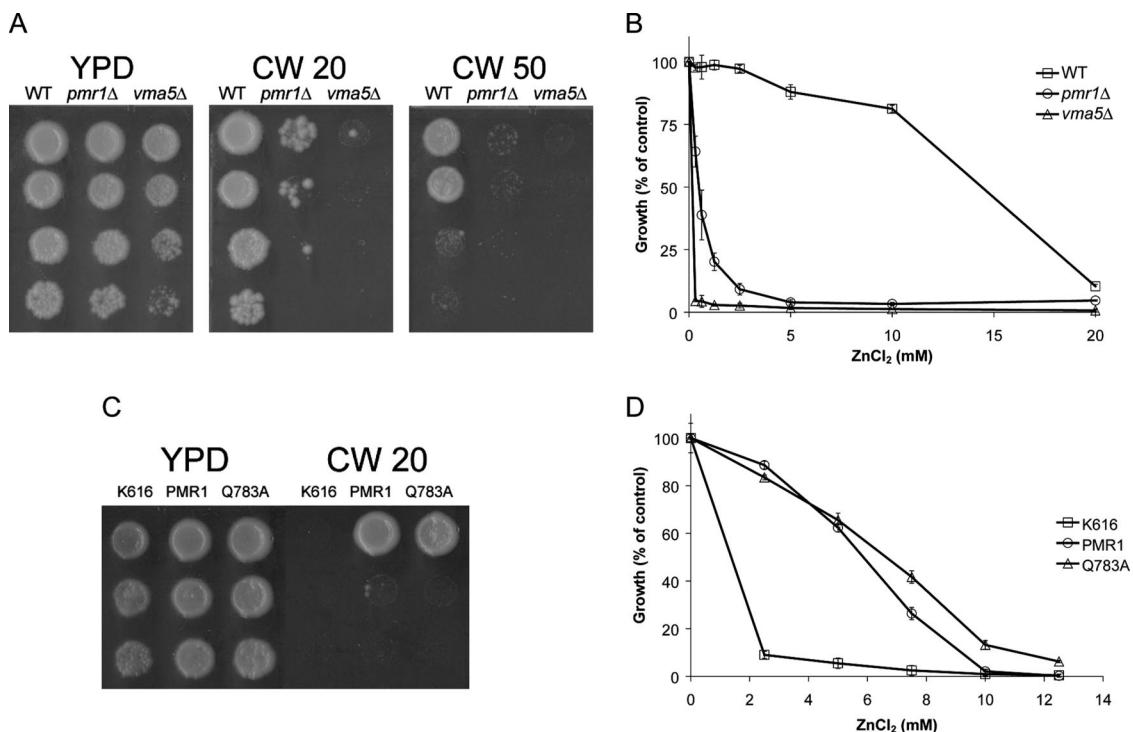 A
YPD CW 20 CW 50
WT pmr1Δ vma5Δ WT pmr1Δ vma5Δ WT pmr1Δ vma5Δ
B
Growth (% of control)
100
75
50
25
0
0 5 10 15 20
ZnCl₂ (mM)
WT
pmr1Δ
vma5Δ
C
YPD CW 20
K616 PMR1 Q783A K616 PMR1 Q783A
D
Growth (% of control)
100
80
60
40
20
0
0 2 4 6 8 10 12 14
ZnCl₂ (mM)
K616
PMR1
Q783A